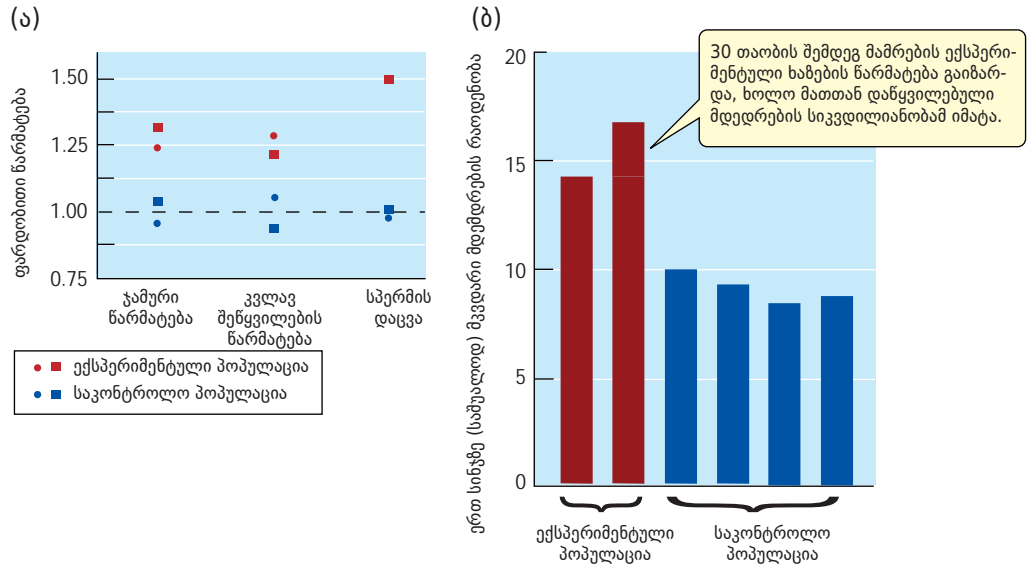 (ა)
ფარდობითი წარმატება
1.50
1.25
1.00
0.75
ჯამური
წარმატება
კვლავ
შეწყვილების
წარმატება
სპერმის
დაცვა
ექსპერიმენტული პოპულაცია
საკონტროლო პოპულაცია
(ბ)
ერთ სინჯზე (საშუალოდ) მკვდარი მდემდრების რაოდენობა
20
15
10
5
0
30 თაობის შემდეგ მამრების ექსპერი-
მენტული ხაზების წარმატება გაიზარ-
და, ხოლო მათთან დაწყვილებული
მდედრების სიკვდილიანობამ იმატა.
ექსპერიმენტული
პოპულაცია
საკონტროლო
პოპულაცია